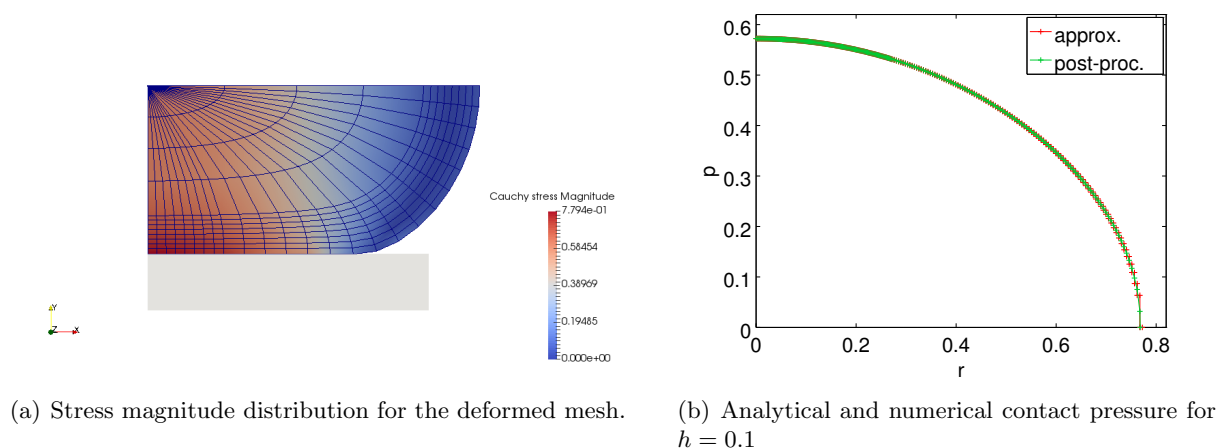 Cauchy stress Magnitude
7.794e-01
0.58454
0.38969
0.19485
0.000e+00
Y
Z
X
0.6
0.5
0.4
0.3
0.2
0.1
0
p
approx.
post-proc.
0
0.2
0.4
0.6
0.8
r
(a) Stress magnitude distribution for the deformed mesh.
(b) Analytical and numerical contact pressure for
h = 0.1